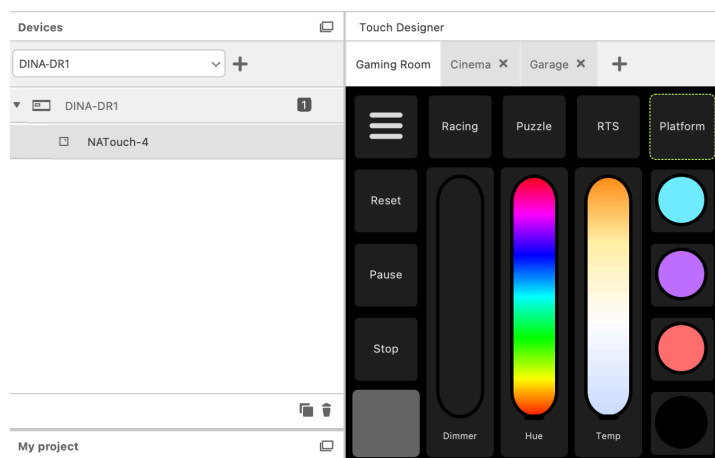 Devices
DINA-DR1
DINA-DR1
1
NATouch-4
My project
Touch Designer
Gaming Room
Cinema
Garage
Racing
Puzzle
RTS
Platform
Reset
Pause
Stop
Dimmer
Hue
Temp